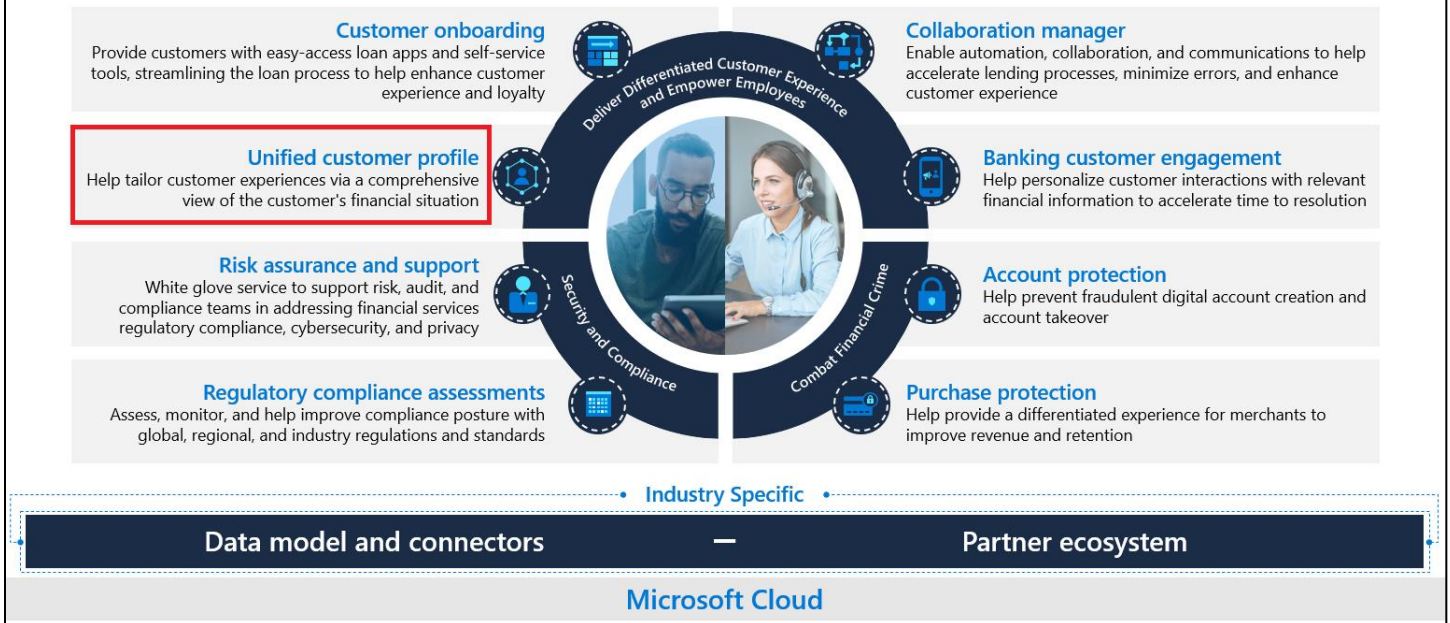 Customer onboarding
Provide customers with easy-access loan apps and self-service
tools, streamlining the loan process to help enhance customer
experience and loyalty
Unified customer profile
Help tailor customer experiences via a comprehensive
view of the customer's financial situation
Risk assurance and support
White glove service to support risk, audit, and
compliance teams in addressing financial services
regulatory compliance, cybersecurity, and privacy
Regulatory compliance assessments
Assess, monitor, and help improve compliance posture with
global, regional, and industry regulations and standards
Deliver Differentiated Customer Experience
and Empower Employees
Security and Compliance
Combat Financial Crime
Collaboration manager
Enable automation, collaboration, and communications to help
accelerate lending processes, minimize errors, and enhance
customer experience
Banking customer engagement
Help personalize customer interactions with relevant
financial information to accelerate time to resolution
Account protection
Help prevent fraudulent digital account creation and
account takeover
Purchase protection
Help provide a differentiated experience for merchants to
improve revenue and retention
Industry Specific
Data model and connectors – Partner ecosystem
Microsoft Cloud